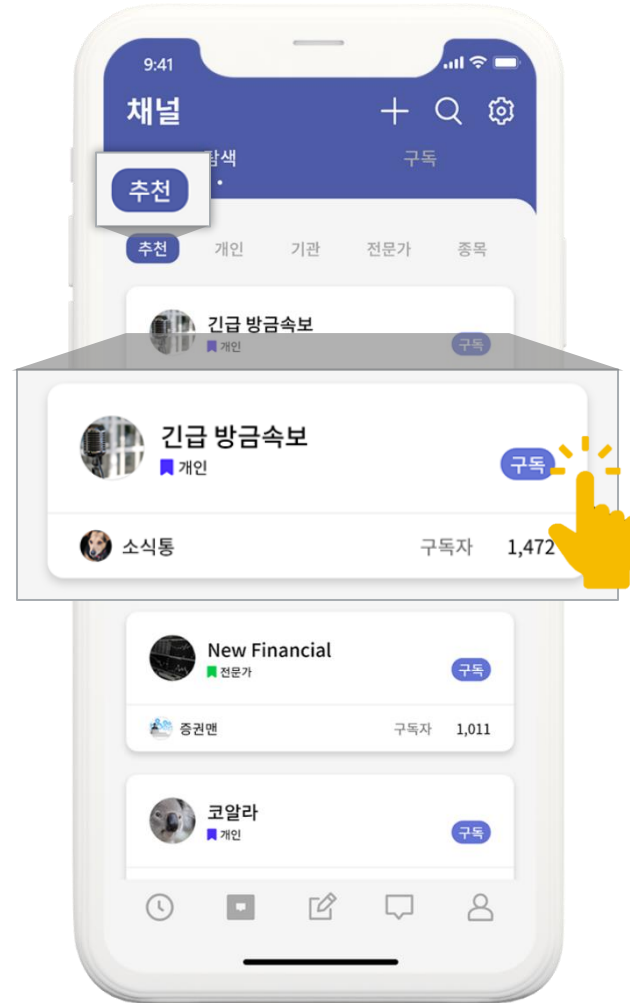 9:41
채널
탐색 구독
추천
추천 개인 기관 전문가 종목
긴급 방금속보
개인 구독
긴급 방금속보
개인
구독
소식통 구독자 1,472
New Financial
전문가 구독
증권맨 구독자 1,011
코알라
개인 구독